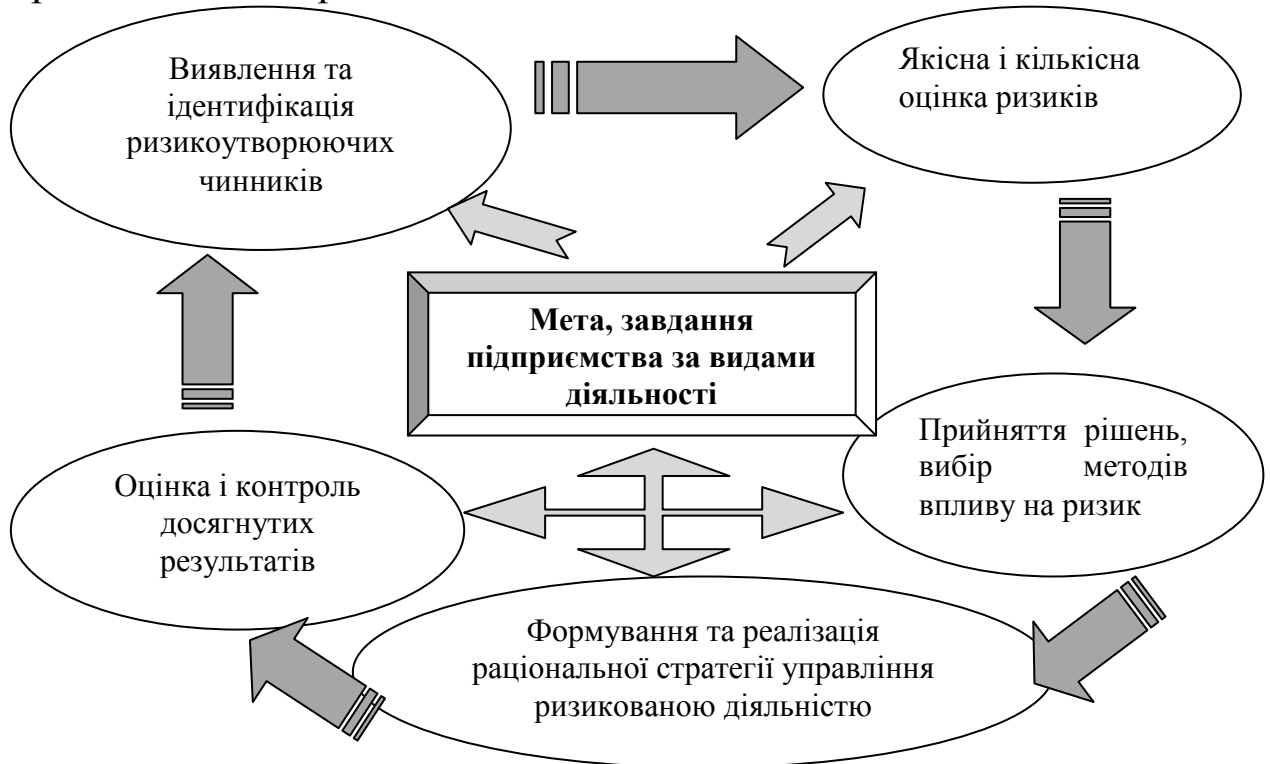 Виявлення та
ідентифікація
ризикоутворюючих
чинників
Якісна і кількісна
оцінка ризиків
Мета, завдання
підприємства за видами
діяльності
Прийняття рішень,
вибір методів
впливу на ризик
Оцінка і контроль
досягнутих
результатів
Формування та реалізація
раціональної стратегії управління
ризикованою діяльністю